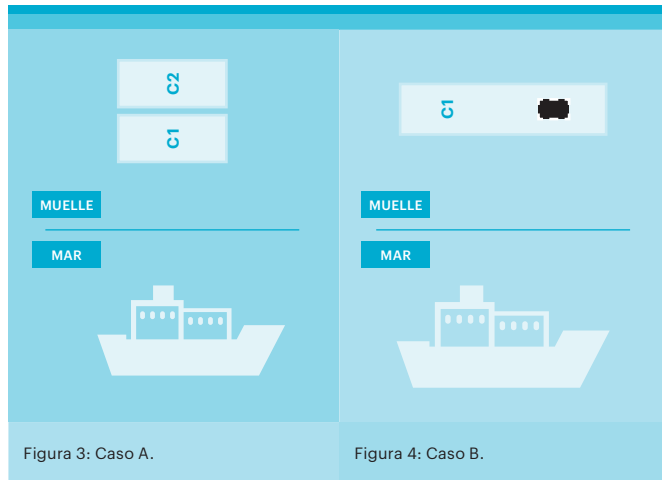 C2
C1
MUELLE
MAR
Figura 3: Caso A.
C1
MUELLE
MAR
Figura 4: Caso B.